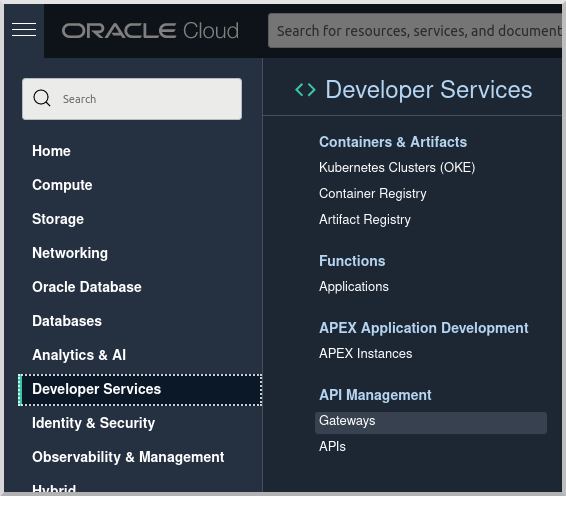 ORACLE Cloud
Search for resources, services, and document
Search
Home
Compute
Storage
Networking
Oracle Database
Databases
Analytics & AI
Developer Services
Identity & Security
Observability & Management
Hybrid
Developer Services
Containers & Artifacts
Kubernetes Clusters (OKE)
Container Registry
Artifact Registry
Functions
Applications
APEX Application Development
APEX Instances
API Management
Gateways
APIs